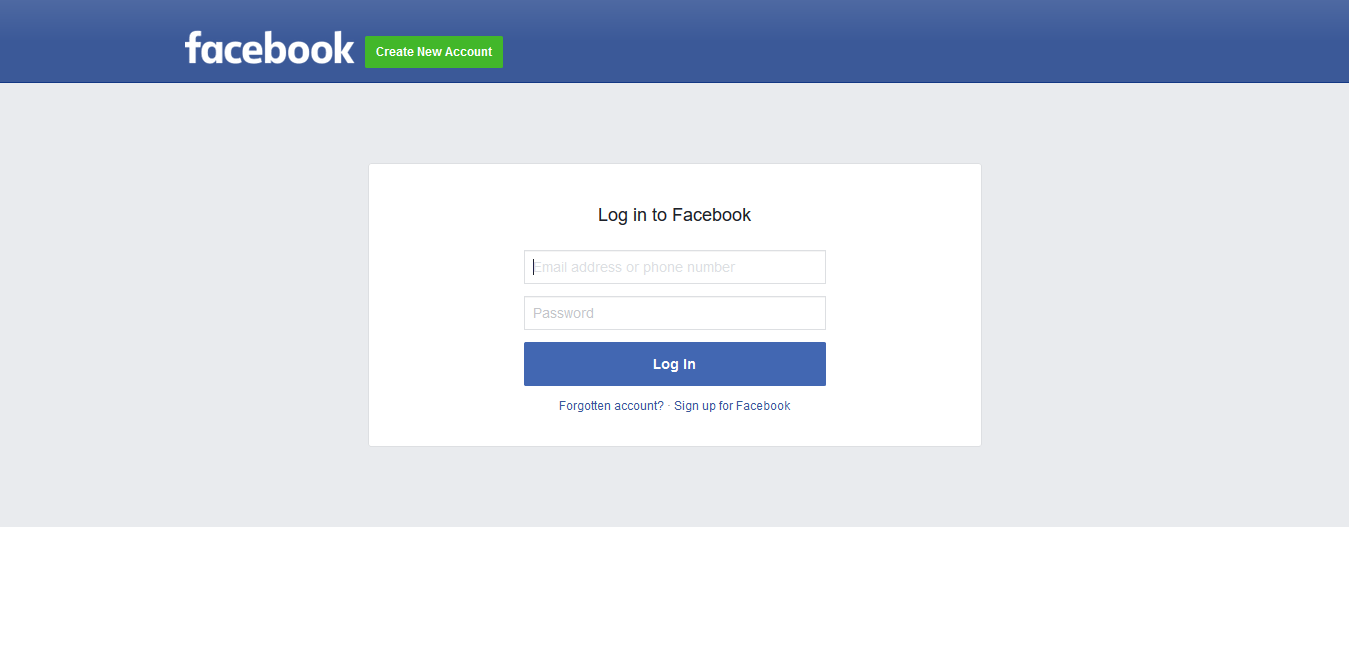 facebook Create New Account
Log in to Facebook
Email address or phone number
Password
Log In
Forgotten account? · Sign up for Facebook